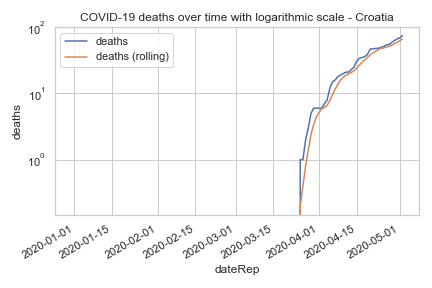 COVID-19 deaths over time with logarithmic scale - Croatia
deaths
deaths (rolling)
10²
10¹
10⁰
deaths
2020-01-01
2020-01-15
2020-02-01
2020-02-15
2020-03-01
2020-03-15
2020-04-01
2020-04-15
2020-05-01
dateRep